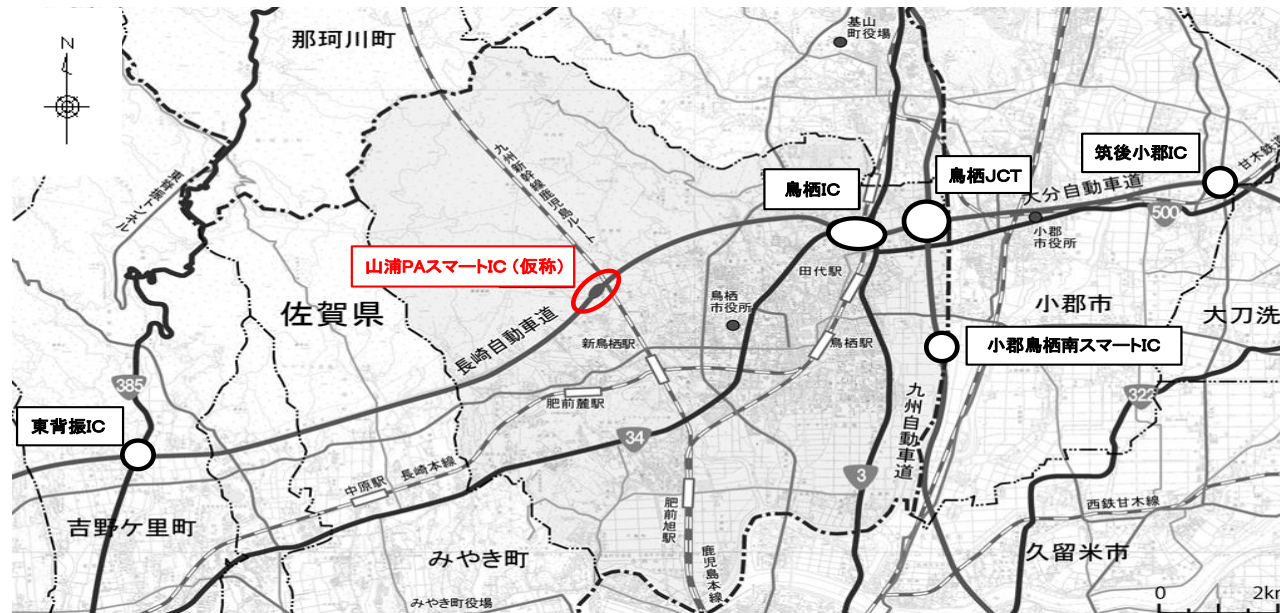 N
那珂川町
基山
町役場
九州新幹線鹿児島ルート
東脊振トンネル
鳥栖IC
鳥栖JCT
筑後小郡IC
甘木鉄道
大分自動車道
500
小郡
市役所
山浦PAスマートIC（仮称）
田代駅
佐賀県
長崎自動車道
鳥栖
市役所
小郡市
大刀洗
新鳥栖駅
鳥栖駅
小郡鳥栖南スマートIC
385
肥前麓駅
322
東背振IC
34
九州自動車道
3
中原駅
長崎本線
吉野ケ里町
肥前旭駅
西鉄甘木線
みやき町
鹿児島本線
久留米市
みやき町役場
0
2km